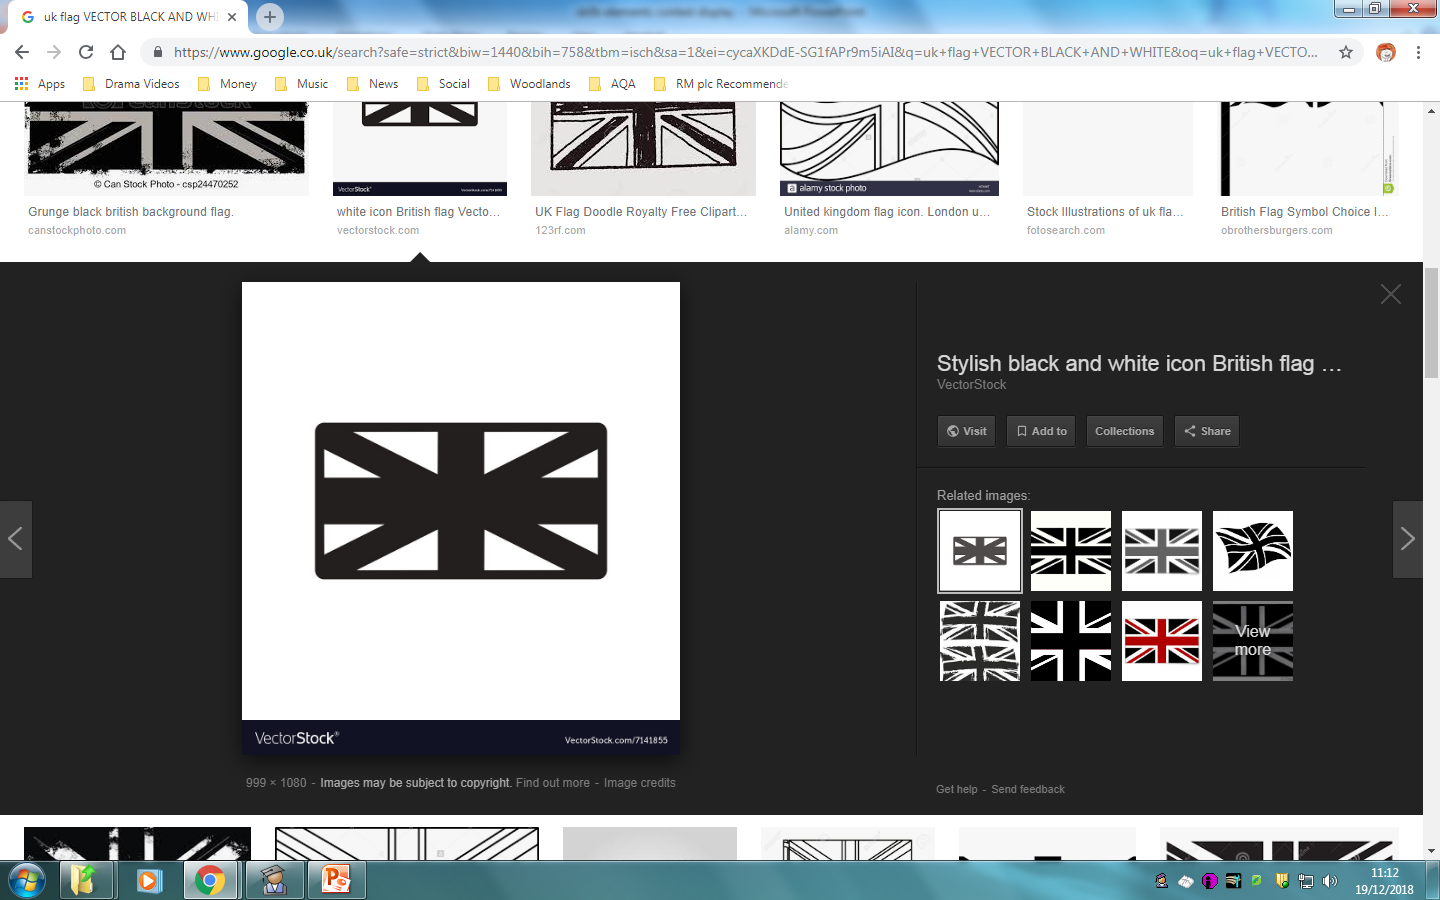 uk flag VECTOR BLACK AND WHI
https://www.google.co.uk/search?safe=strict&biw=1440&bih=758&tbm=isch&sa=1&ei=cycaXKDdE-SG1fAPr9m5iAI&q=uk+flag+VECTOR+BLACK+AND+WHITE&oq=uk+flag+VECTO...
Apps Drama Videos Money Music News Social Woodlands AQA RM plc Recommende
© Can Stock Photo - csp24470252
VectorStock
alamy stock photo
Grunge black british background flag.
canstockphoto.com
white icon British flag Vecto...
vectorstock.com
UK Flag Doodle Royalty Free Clipart...
123rf.com
United kingdom flag icon. London u...
alamy.com
Stock Illustrations of uk fla...
fotosearch.com
British Flag Symbol Choice I...
obrothersburgers.com
VectorStock®
VectorStock.com/7141855
999 × 1080 - Images may be subject to copyright. Find out more - Image credits
Stylish black and white icon British flag ...
VectorStock
Visit Add to Collections Share
Related images:
View
more
Get help - Send feedback
11:12
19/12/2018